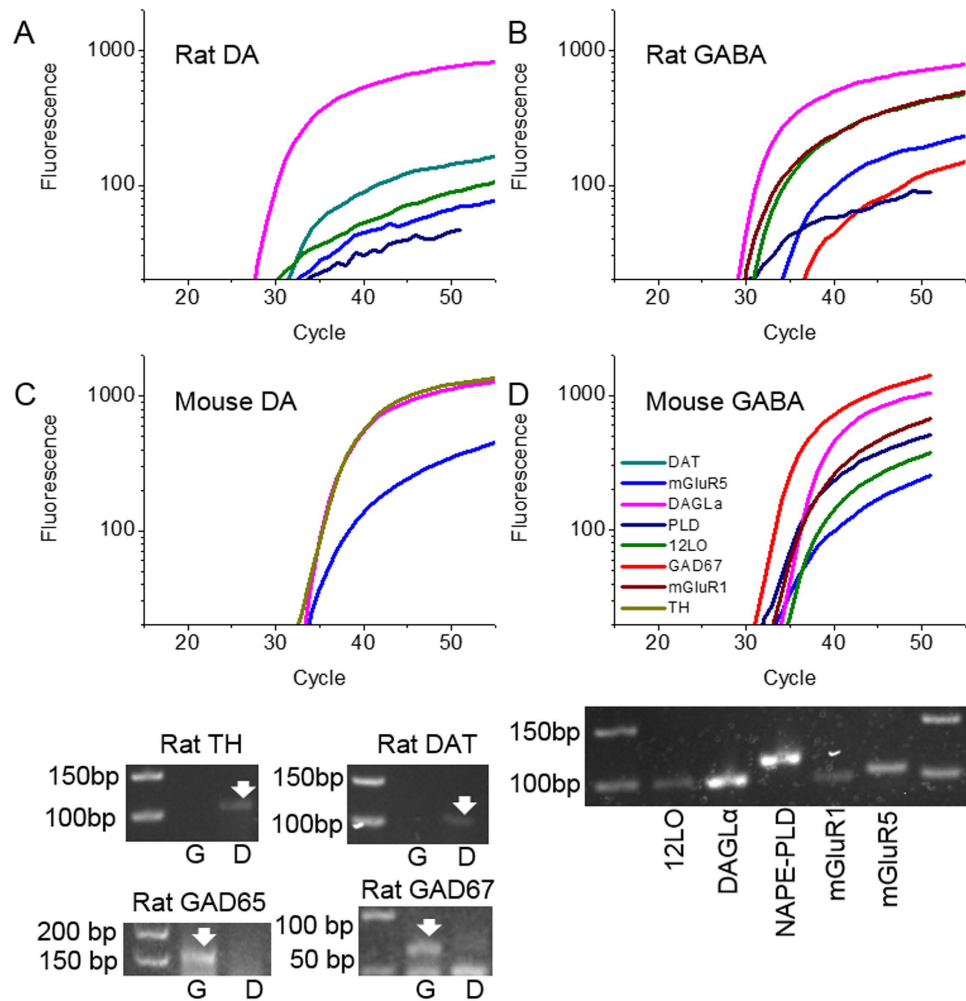 A
Rat DA
Fluorescence
1000
100
20
30
40
50
Cycle
B
Rat GABA
Fluorescence
1000
100
20
30
40
50
Cycle
C
Mouse DA
Fluorescence
1000
100
20
30
40
50
Cycle
D
Mouse GABA
Fluorescence
1000
100
DAT
mGluR5
DAGLa
PLD
12LO
GAD67
mGluR1
TH
20
30
40
50
Cycle
Rat TH
150bp
100bp
G D
Rat DAT
150bp
100bp
G D
Rat GAD65
200 bp
150 bp
G D
Rat GAD67
100 bp
50 bp
G D
150bp
100bp
12LO
DAGLα
NAPE-PLD
mGluR1
mGluR5